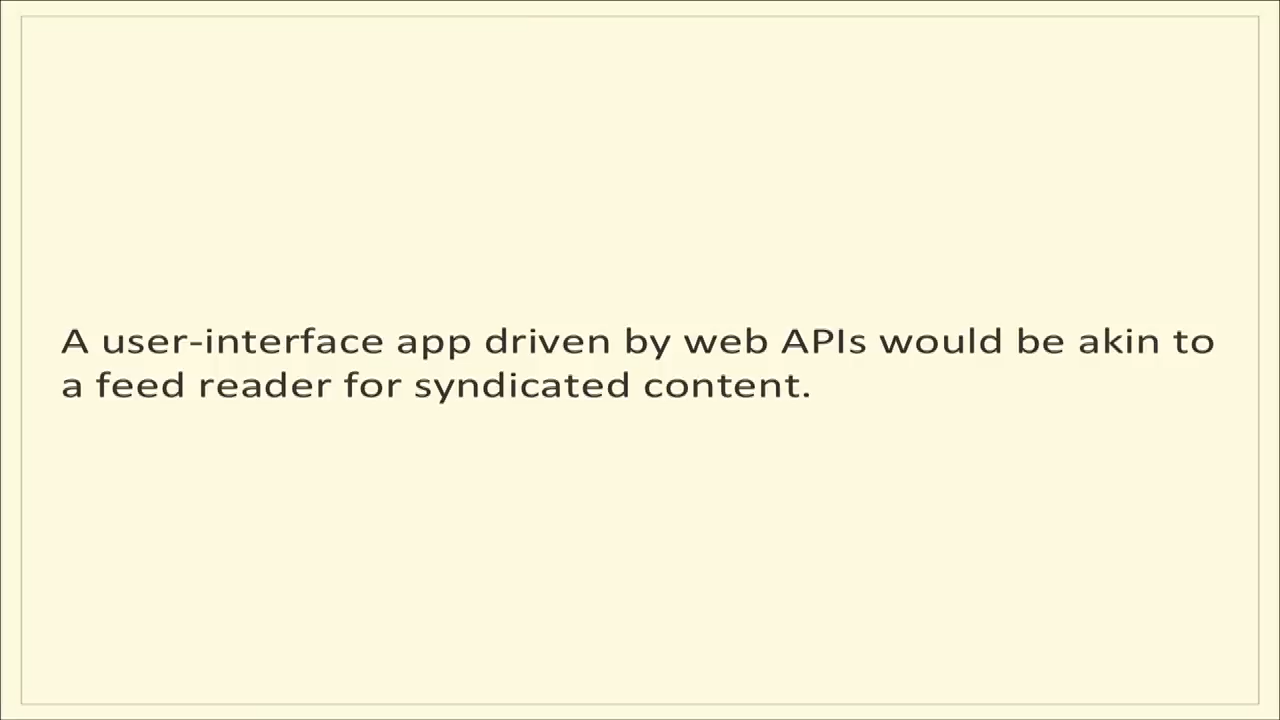 A user-interface app driven by web APIs would be akin to
a feed reader for syndicated content.